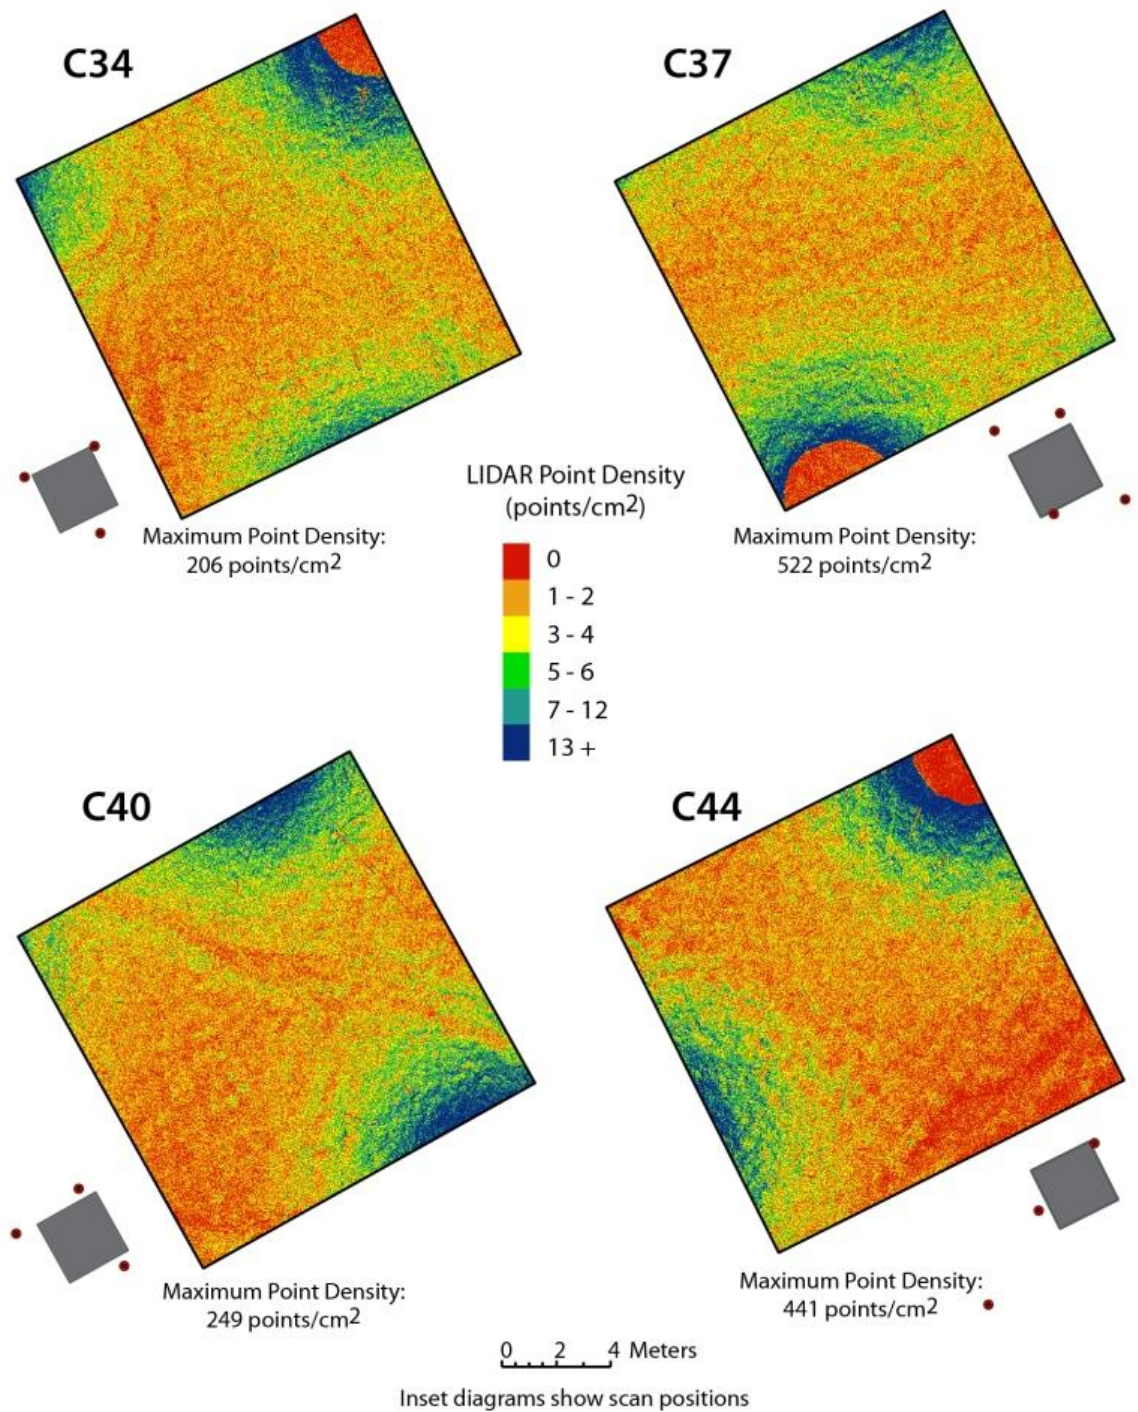 C34
C37
Maximum Point Density:
206 points/cm2
LIDAR Point Density
(points/cm2)
0
1 - 2
3 - 4
5 - 6
7 - 12
13 +
Maximum Point Density:
522 points/cm2
C40
C44
Maximum Point Density:
249 points/cm2
Maximum Point Density:
441 points/cm2
0 2 4 Meters
Inset diagrams show scan positions